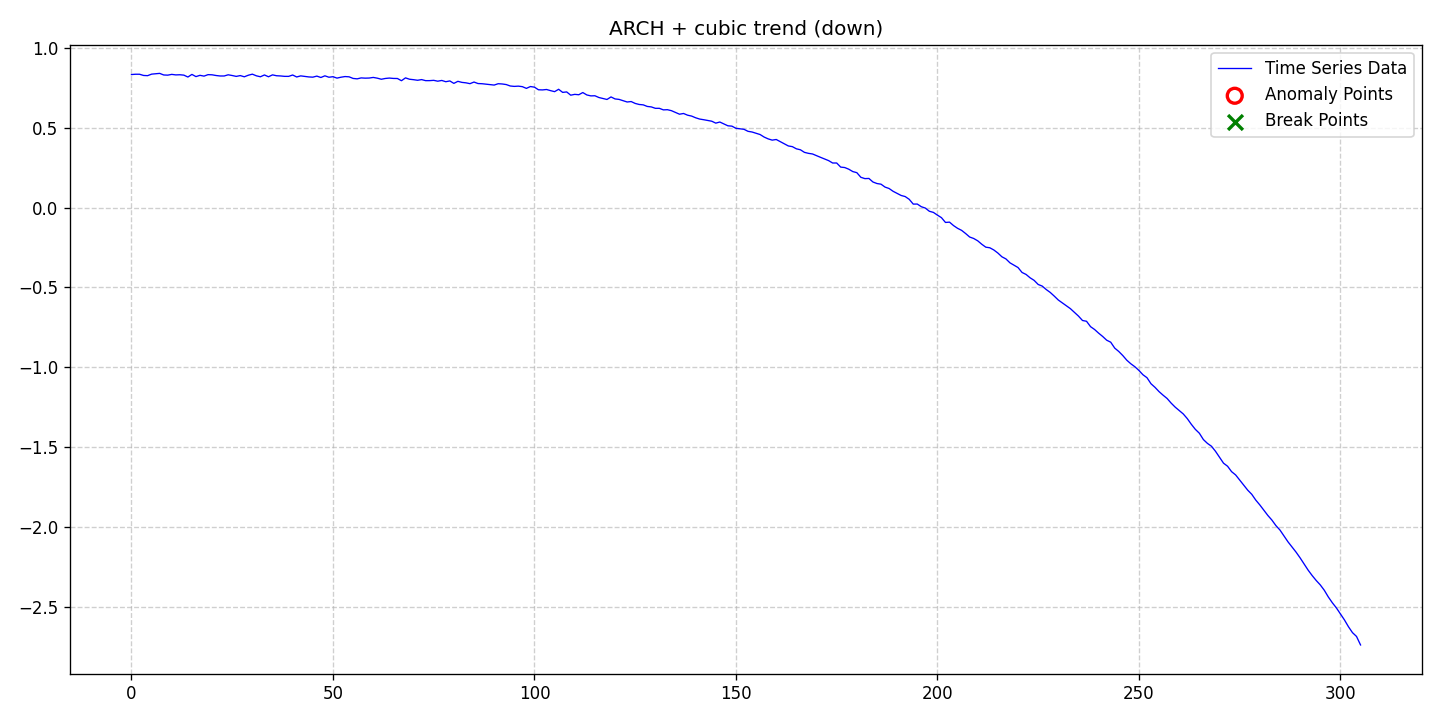 ARCH + cubic trend (down)
Time Series Data
Anomaly Points
Break Points
1.0
0.5
0.0
−0.5
−1.0
−1.5
−2.0
−2.5
0 50 100 150 200 250 300